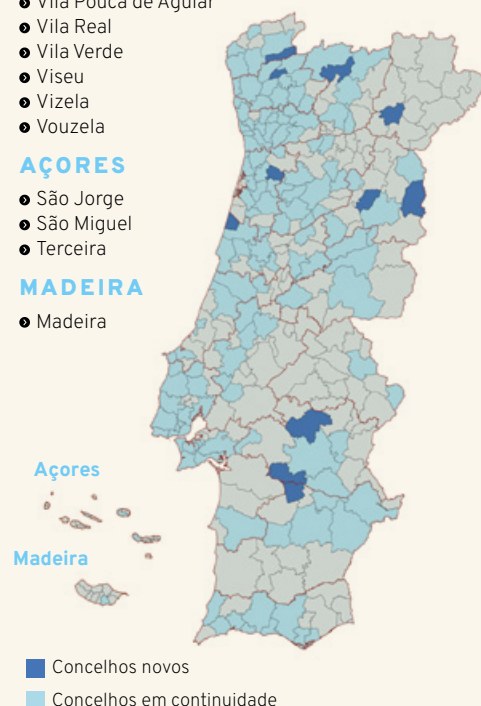 Vila Pouca de Aguiar
Vila Real
Vila Verde
Viseu
Vizela
Vouzela
AÇORES
São Jorge
São Miguel
Terceira
MADEIRA
Madeira
Açores
Madeira
Concelhos novos
Concelhos em continuidade